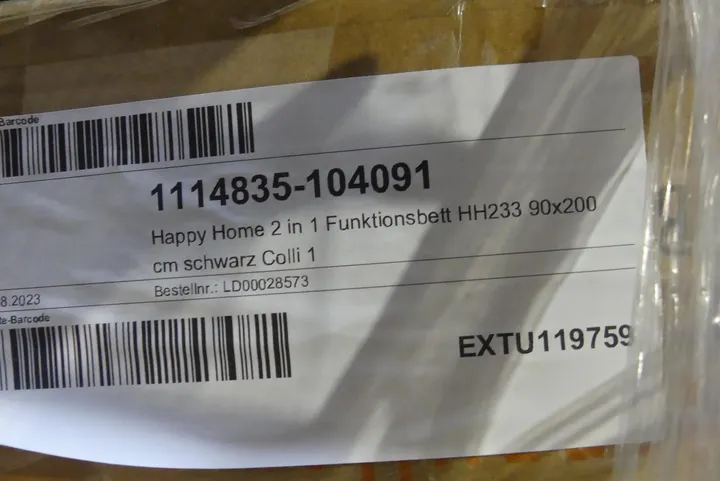 Barcode
1114835-104091
Happy Home 2 in 1 Funktionsbett HH233 90x200
cm schwarz Colli 1
8.2023
Bestellnr.: LD00028573
te-Barcode
EXTU119759